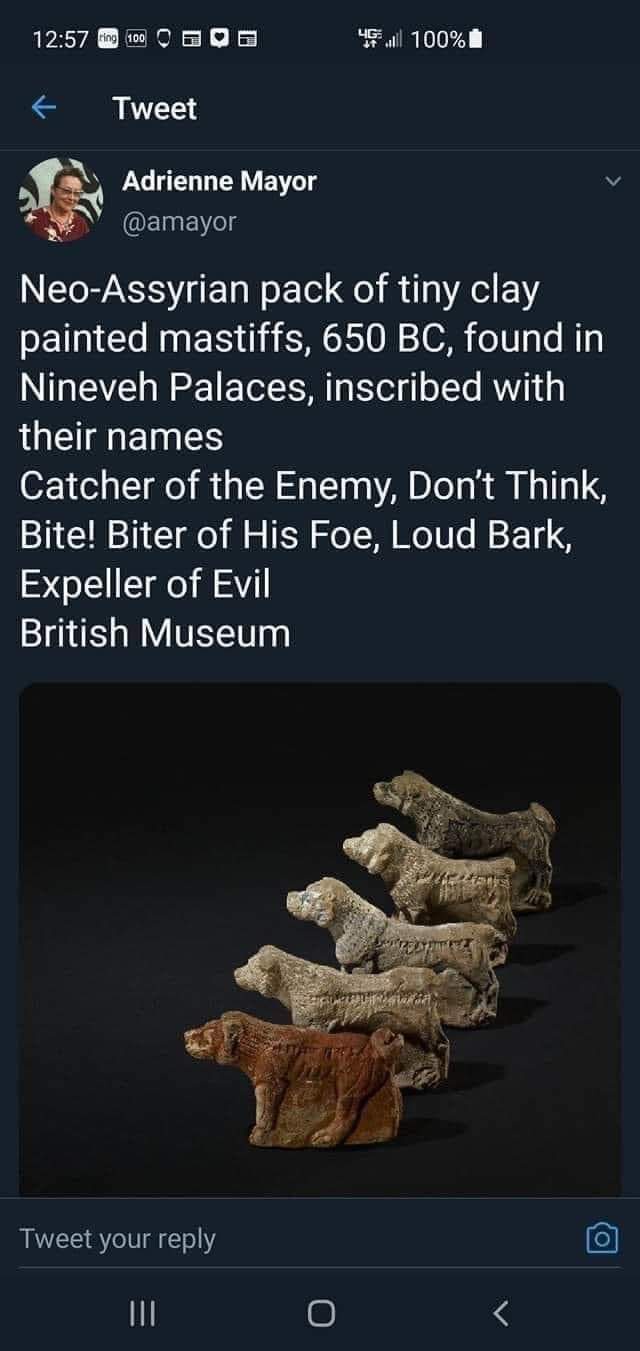 12:57 ring 100 4GE 100%
Tweet
Adrienne Mayor
@amayor
Neo-Assyrian pack of tiny clay
painted mastiffs, 650 BC, found in
Nineveh Palaces, inscribed with
their names
Catcher of the Enemy, Don’t Think,
Bite! Biter of His Foe, Loud Bark,
Expeller of Evil
British Museum
Tweet your reply